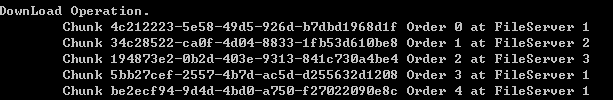 DownLoad Operation.
Chunk 4c212223-5e58-49d5-926d-b7dbd1968d1f Order 0 at FileServer 1
Chunk 34c28522-ca0f-4d04-8833-1fb53d610be8 Order 1 at FileServer 2
Chunk 194873e2-0b2d-403e-9313-841c730a4be4 Order 2 at FileServer 3
Chunk 5bb27cef-2557-4b7d-ac5d-d255632d1208 Order 3 at FileServer 1
Chunk be2ecf94-9d4d-4bd0-a750-f27022090e8c Order 4 at FileServer 1